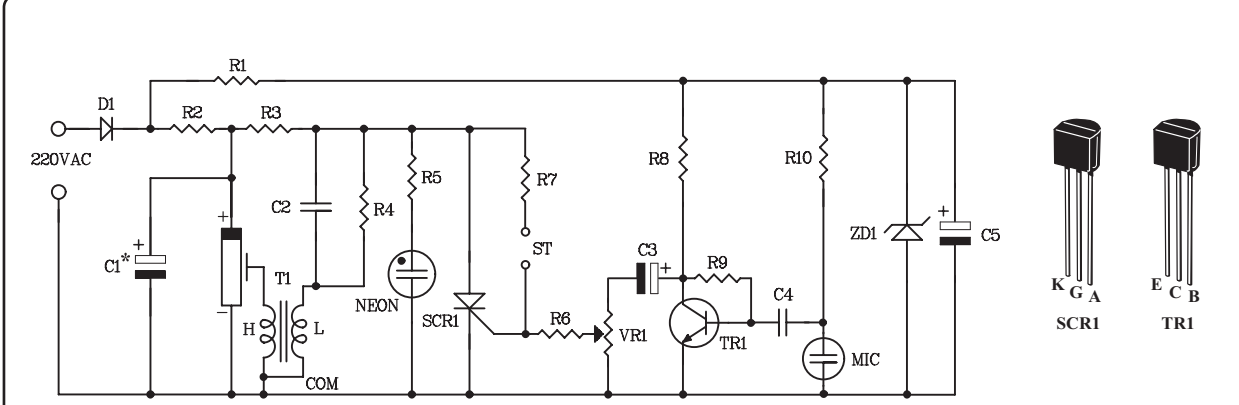 R1
D1
R2
R3
220VAC
R5
R7
R8
R10
C2
R4
+
ZD1
+
C5
+
C1*
T1
ST
C3
+
R9
NEON
C4
−
H
L
SCR1
R6
VR1
TR1
MIC
COM
K G A
SCR1
E C B
TR1